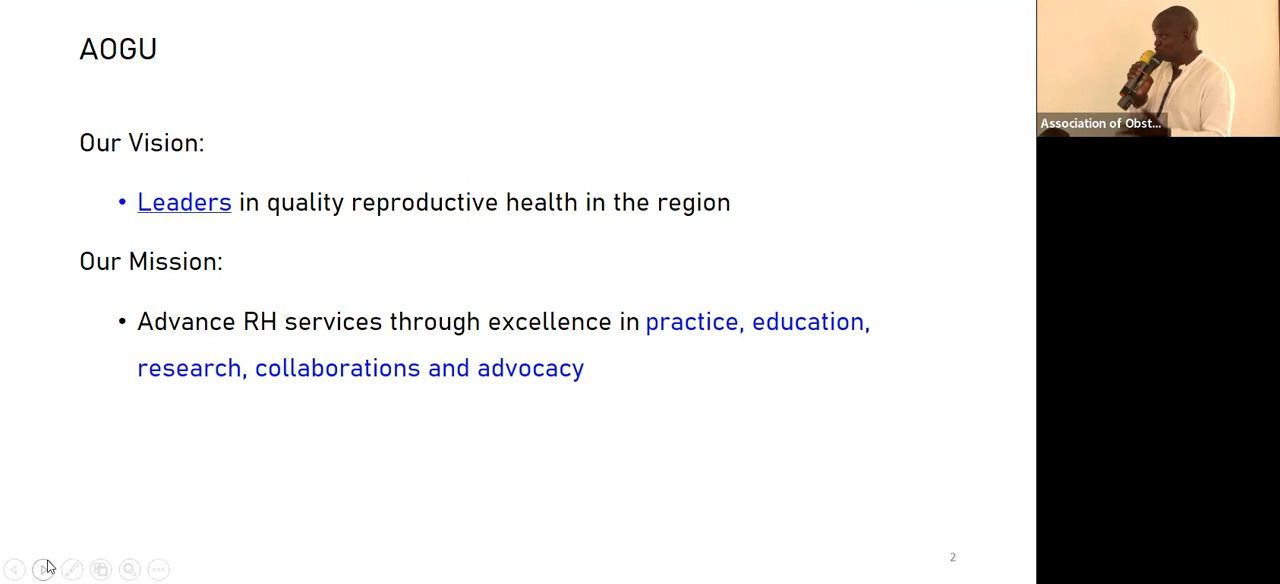 AOGU
Our Vision:
• Leaders in quality reproductive health in the region
Our Mission:
• Advance RH services through excellence in practice, education,
research, collaborations and advocacy
2
Association of Obst...